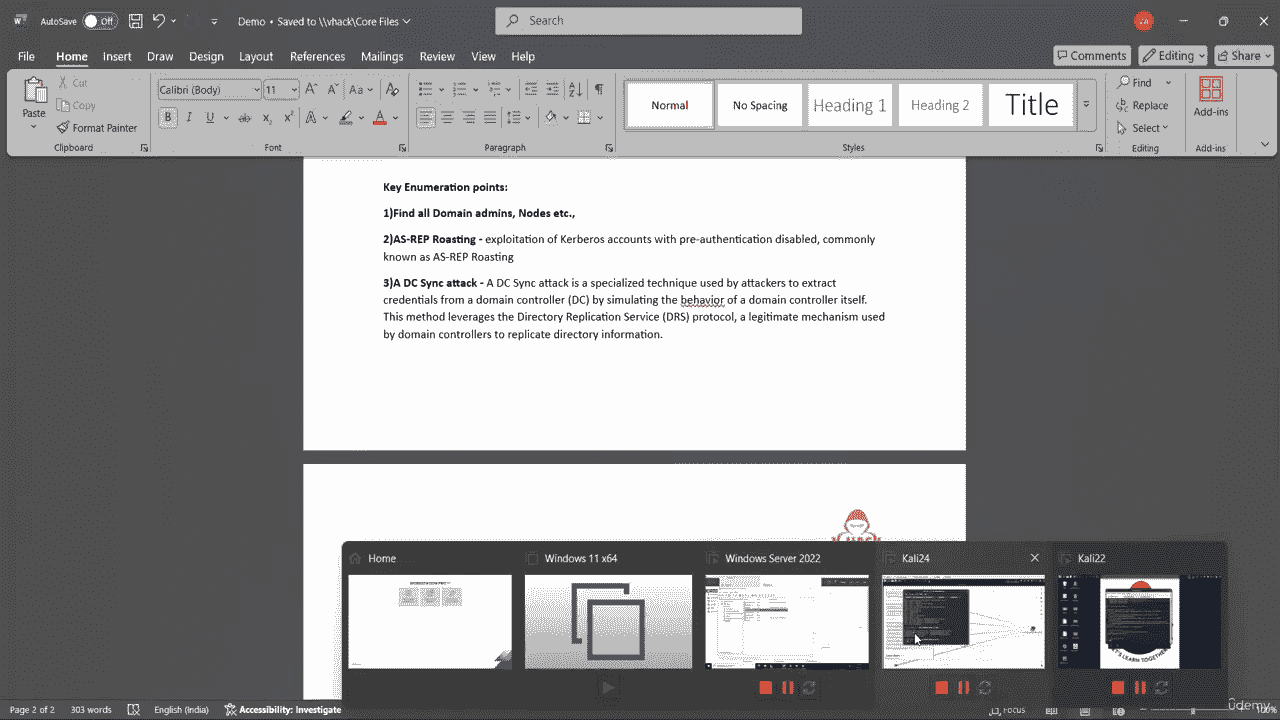 AutoSave Off Demo • Saved to \\vhack\Core Files Search
File Home Insert Draw Design Layout References Mailings Review View Help Comments Editing Share
Paste Cut Copy Format Painter
Calibri (Body)
Normal No Spacing Heading 1 Heading 2 Title
Find Replace Select
Add-ins
Clipboard Font Paragraph Styles Editing Add-ins
Key Enumeration points:
1)Find all Domain admins, Nodes etc.,
2)AS-REP Roasting - exploitation of Kerberos accounts with pre-authentication disabled, commonly
known as AS-REP Roasting
3)A DC Sync attack - A DC Sync attack is a specialized technique used by attackers to extract
credentials from a domain controller (DC) by simulating the behavior of a domain controller itself.
This method leverages the Directory Replication Service (DRS) protocol, a legitimate mechanism used
by domain controllers to replicate directory information.
Home Windows 11 x64 Windows Server 2022 Kali24 Kali22
Page 2 of 2 303 words English (India) Accessibility: Investigate Focus 100%
Udemy